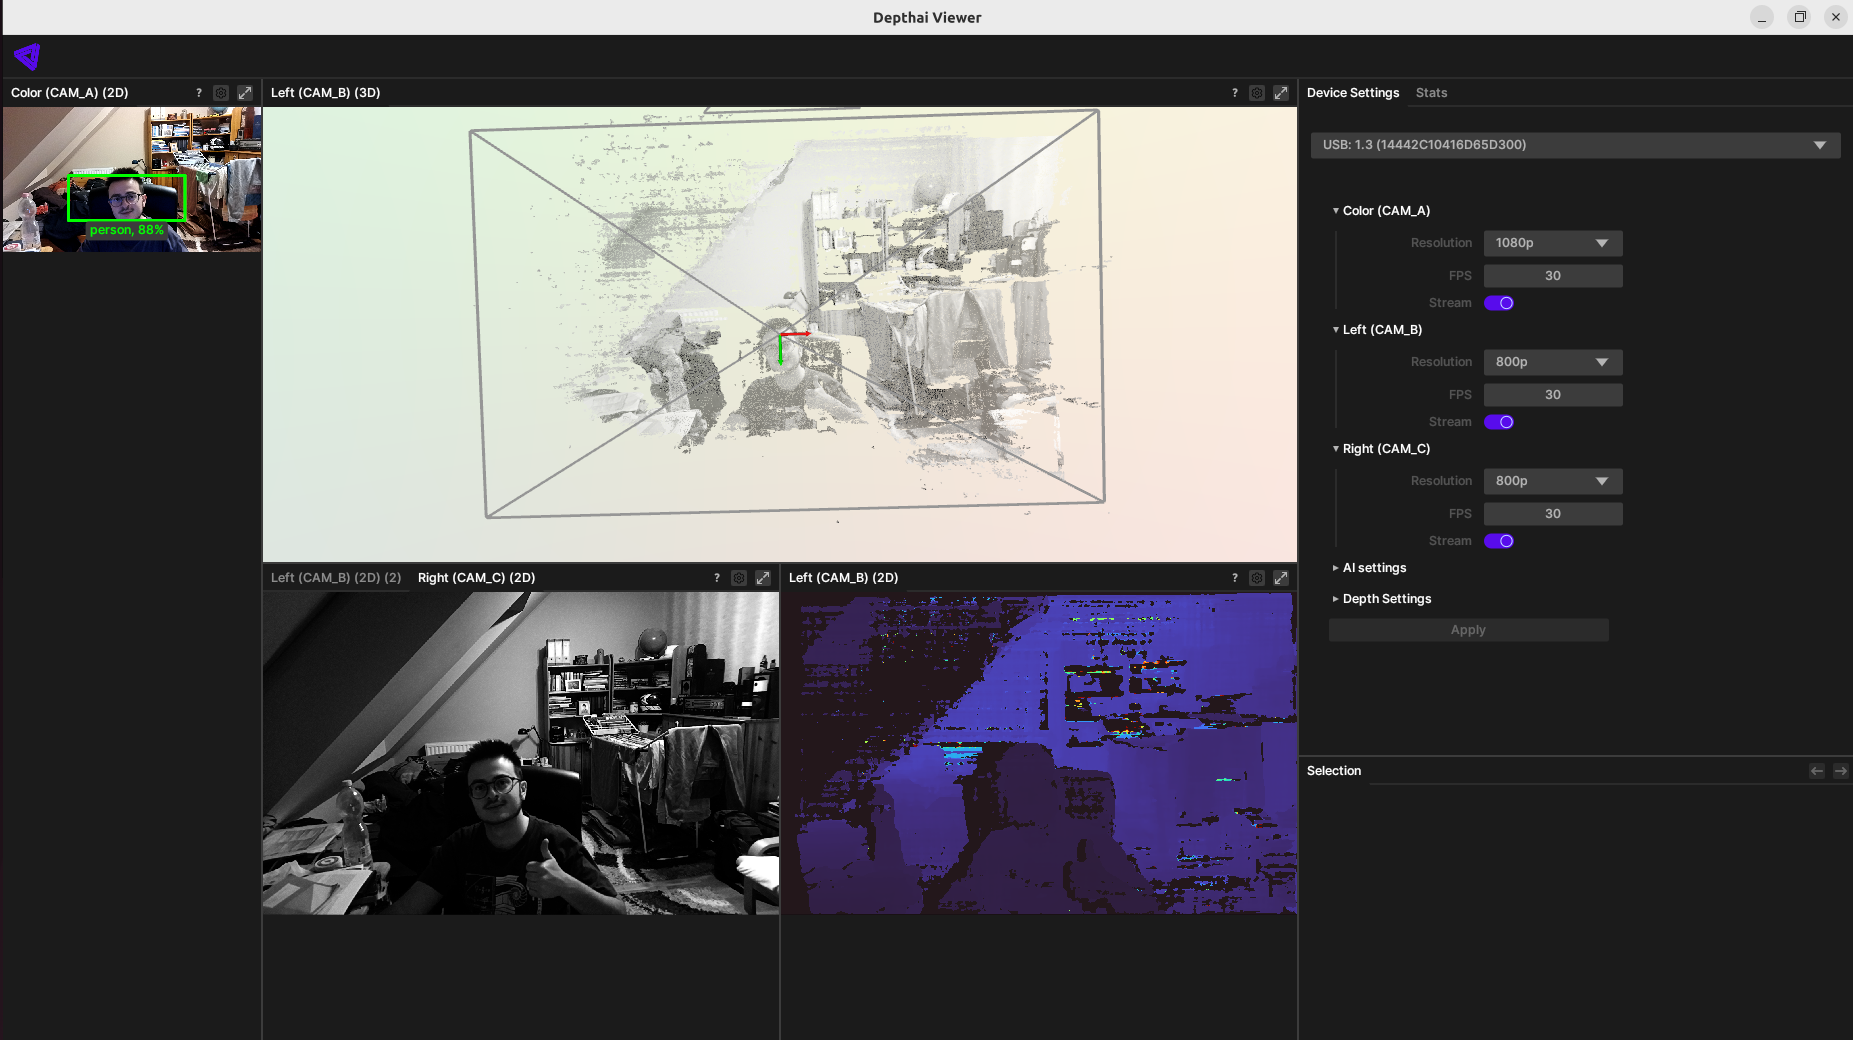 Depthai Viewer
Color (CAM_A) (2D)
?
person, 88%
Left (CAM_B) (3D)
?
Left (CAM_B) (2D) (2)
Right (CAM_C) (2D)
?
Left (CAM_B) (2D)
?
Device Settings
Stats
USB: 1.3 (14442C10416D65D300)
Color (CAM_A)
Resolution
1080p
FPS
30
Stream
Left (CAM_B)
Resolution
800p
FPS
30
Stream
Right (CAM_C)
Resolution
800p
FPS
30
Stream
AI settings
Depth Settings
Apply
Selection